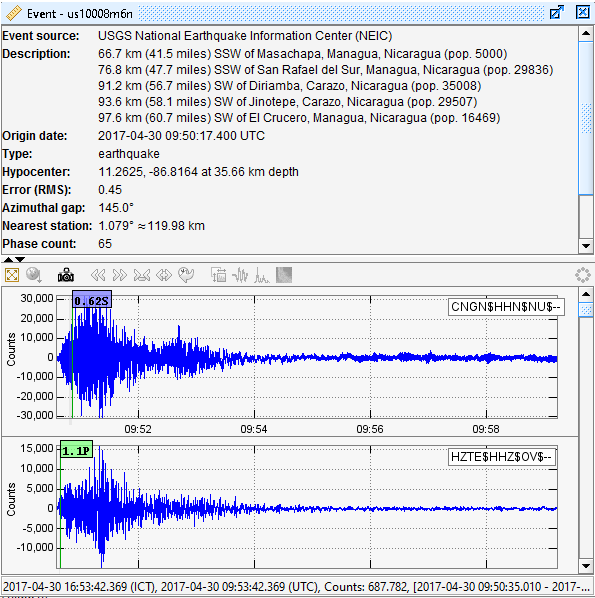 Event - us10008m6n
Event source: USGS National Earthquake Information Center (NEIC)
Description: 66.7 km (41.5 miles) SSW of Masachapa, Managua, Nicaragua (pop. 5000)
76.8 km (47.7 miles) SW of San Rafael del Sur, Managua, Nicaragua (pop. 29836)
91.2 km (56.7 miles) SW of Diriamba, Carazo, Nicaragua (pop. 35008)
93.6 km (58.1 miles) SW of Jinotepe, Carazo, Nicaragua (pop. 29507)
97.6 km (60.7 miles) SW of El Crucero, Managua, Nicaragua (pop. 16469)
Origin date: 2017-04-30 09:50:17.400 UTC
Type: earthquake
Hypocenter: 11.2625, -86.8164 at 35.66 km depth
Error (RMS): 0.45
Azimuthal gap: 145.0°
Nearest station: 1.079° ≈119.98 km
Phase count: 65
30,000
20,000
10,000
0
-10,000
-20,000
-30,000
Counts
0.62S
CNGN$HHN$NU$--
09:52 09:54 09:56 09:58
15,000
10,000
5,000
0
-5,000
-10,000
Counts
1.1P
HZTE$HHZ$OV$--
2017-04-30 16:53:42.369 (ICT), 2017-04-30 09:53:42.369 (UTC), Counts: 687.782, [2017-04-30 09:50:35.010 - 2017-...